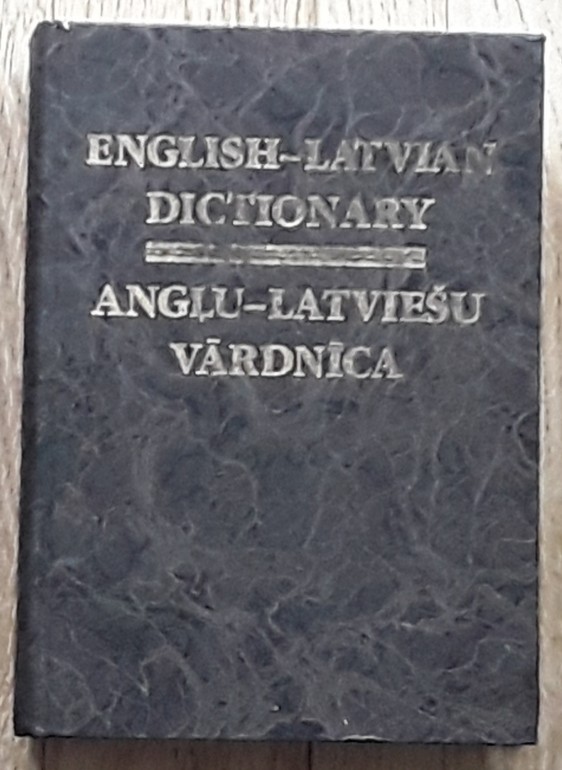 ENGLISH-LATVIAN
DICTIONARY
ANGĻU-LATVIEŠU
VĀRDNĪCA